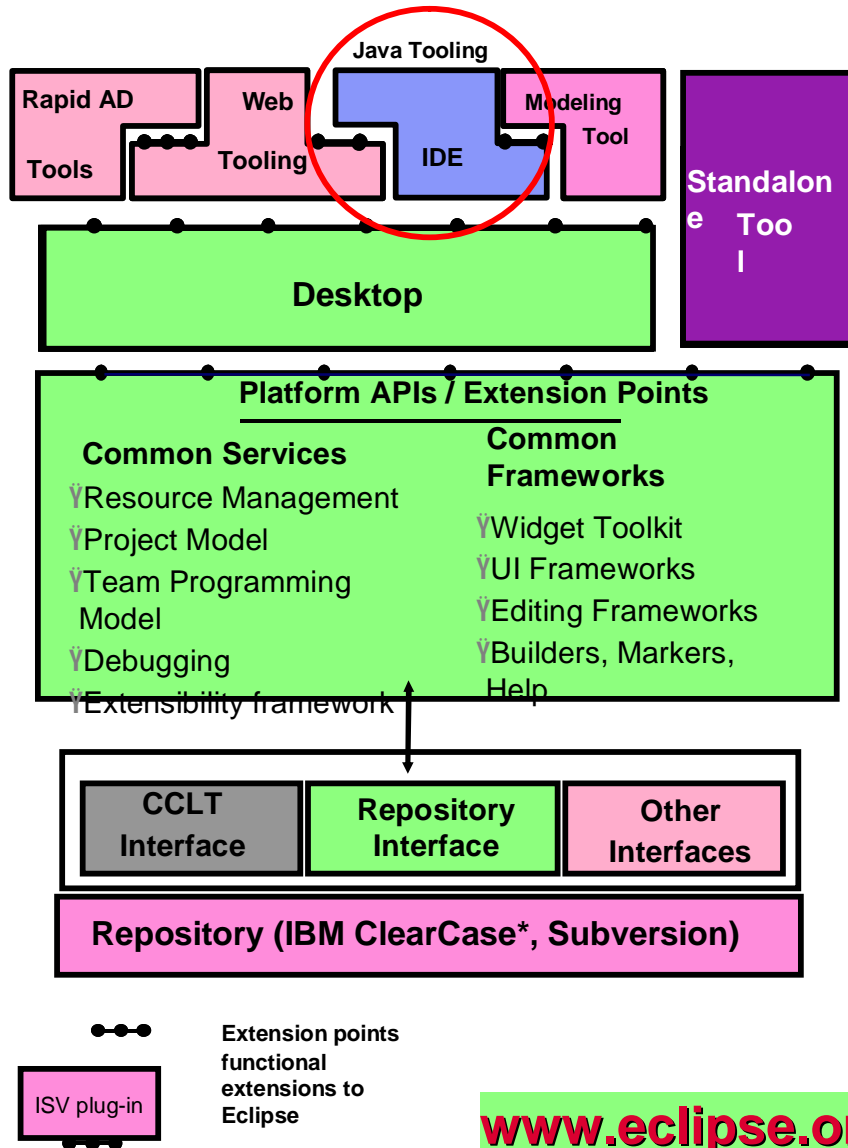 Java Tooling
Rapid AD
Tools
Web
Tooling
IDE
Modeling
Tool
Standalon
e Too
l
Desktop
Platform APIs / Extension Points
Common Services
ŸResource Management
ŸProject Model
ŸTeam Programming
Model
ŸDebugging
ŸExtensibility framework
Common
Frameworks
ŸWidget Toolkit
ŸUI Frameworks
ŸEditing Frameworks
ŸBuilders, Markers,
Help
CCLT
Interface
Repository
Interface
Other
Interfaces
Repository (IBM ClearCase*, Subversion)
Extension points
functional
extensions to
Eclipse
ISV plug-in
www.eclipse.or